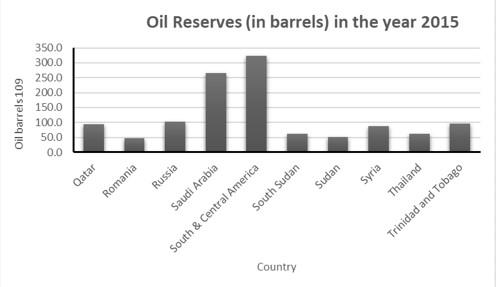 Oil Reserves (in barrels) in the year 2015
Oil barrels109
350.0
300.0
250.0
200.0
150.0
100.0
50.0
0.0
Qatar
Romania
Russia
Saudi Arabia
South & Central America
South Sudan
Sudan
Syria
Thailand
Trinidad and Tobago
Country